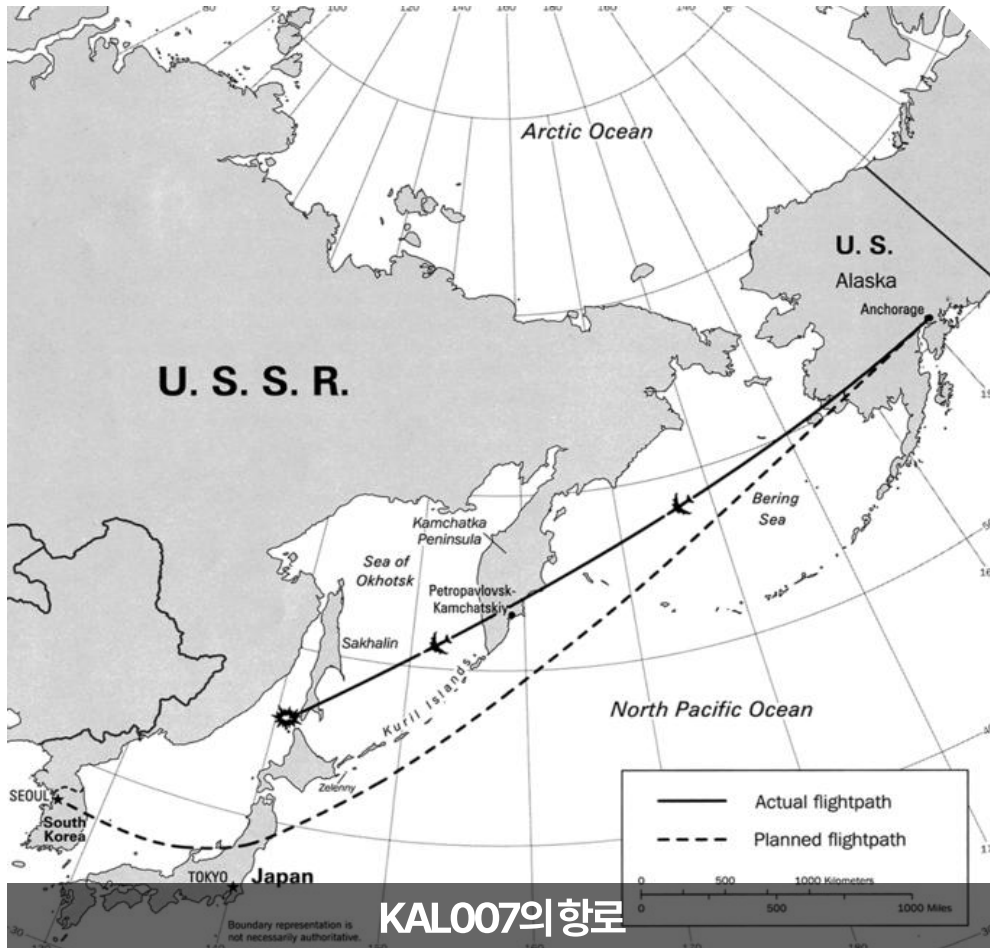 Arctic Ocean
U. S.
Alaska
Anchorage
U. S. S. R.
Bering
Sea
Kamchatka
Peninsula
Sea of
Okhotsk
Petropavlovsk-
Kamchatskiy
Sakhalin
Kuril Islands
North Pacific Ocean
Zelenny
SEOUL
South
Korea
Actual flightpath
Planned flightpath
TOKYO
Japan
0 500 1000 Kilometers
0 500 1000 Miles
KAL007의 항로
Boundary representation is
not necessarily authoritative.